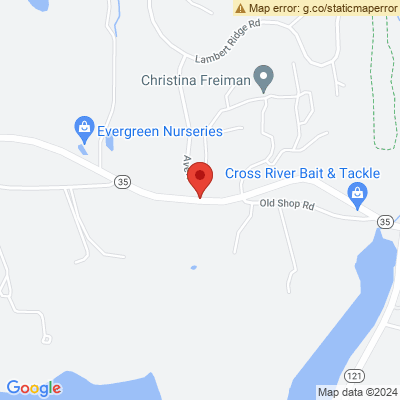 Map error: g.co/staticmaperror
Lambert Ridge Rd
Christina Freiman
Evergreen Nurseries
Ave
Cross River Bait & Tackle
35
Old Shop Rd
35
121
Google
Map data ©2024